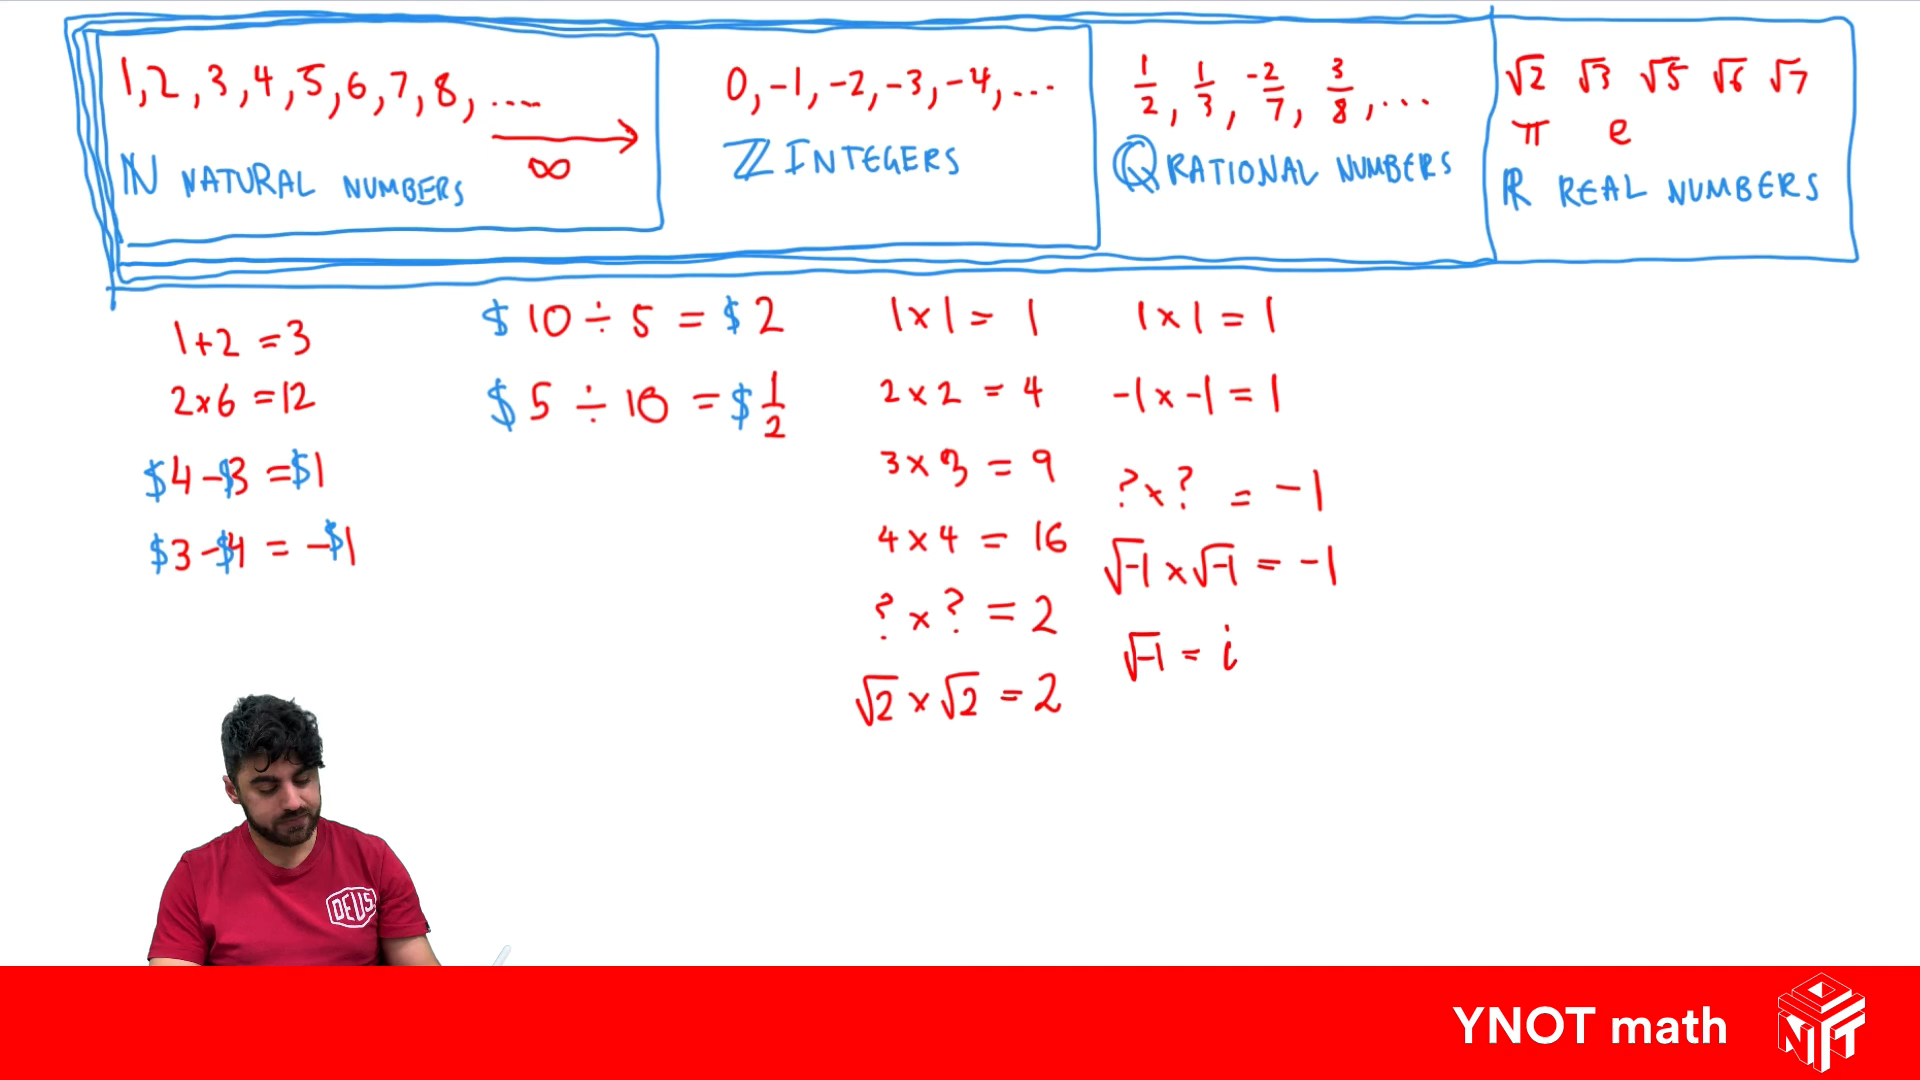 1, 2, 3, 4, 5, 6, 7, 8, ....
∞
ℕ NATURAL NUMBERS
0, -1, -2, -3, -4, ...
ℤ INTEGERS
1/2, 1/3, -2/7, 3/8, ...
ℚ RATIONAL NUMBERS
√2 √3 √5 √6 √7
π e
ℝ REAL NUMBERS
1+2 = 3
2×6 = 12
$4-$3 = $1
$3-$4 = -$1
$10 ÷ 5 = $2
$5 ÷ 10 = $1/2
1×1 = 1
2×2 = 4
3×3 = 9
4×4 = 16
?×? = 2
√2 × √2 = 2
1×1 = 1
-1×-1 = 1
?×? = -1
√-1 × √-1 = -1
√-1 = i
DEUS
YNOT math
YNOT